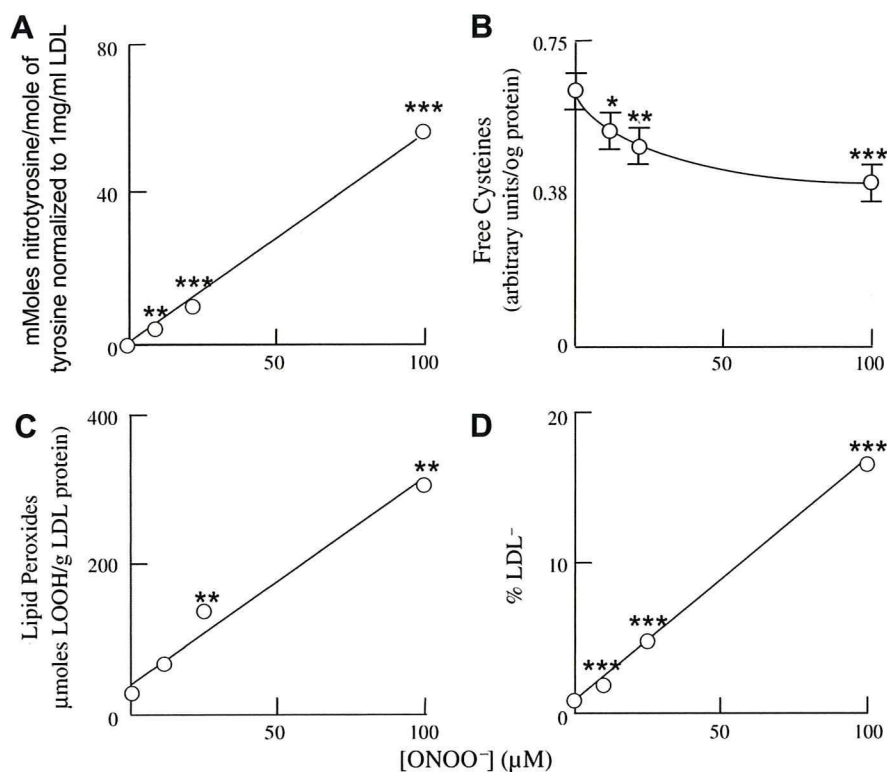 A
mMoles nitrotyrosine/mole of
tyrosine normalized to 1mg/ml LDL
80
40
0
50
100
**
***
***
B
Free Cysteines
(arbitrary units/og protein)
0.75
0.38
0
50
100
*
**
***
C
Lipid Peroxides
µmoles LOOH/g LDL protein)
400
200
0
50
100
**
**
D
% LDL⁻
20
10
0
50
100
***
***
***
[ONOO⁻] (µM)